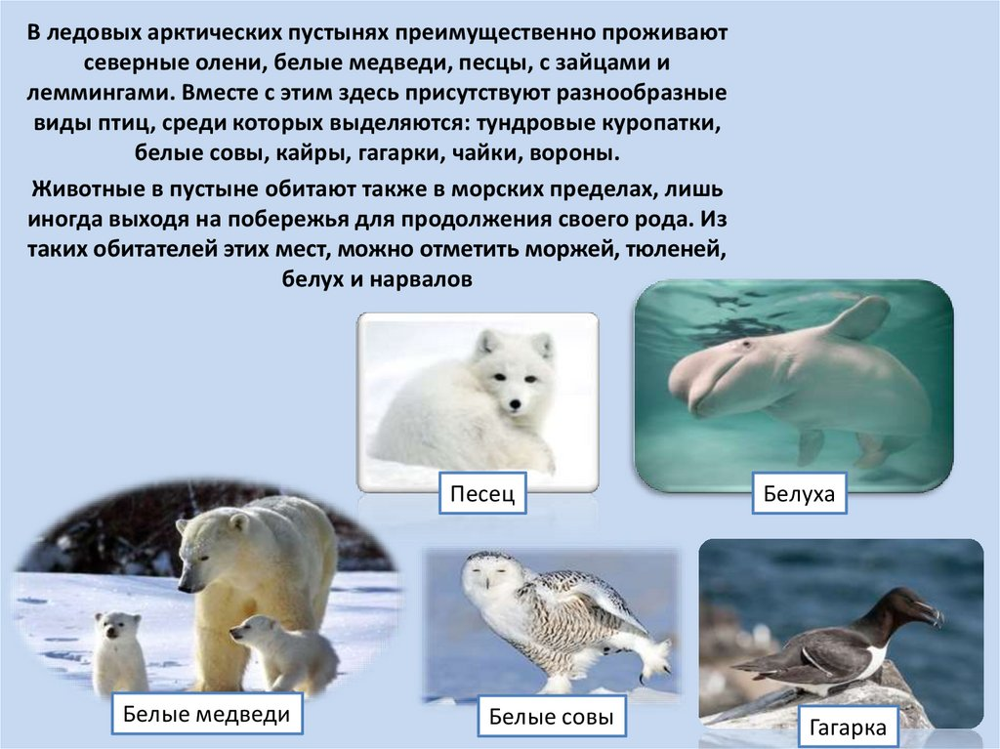 В ледовых арктических пустынях преимущественно проживают
северные олени, белые медведи, песцы, с зайцами и
леммингами. Вместе с этим здесь присутствуют разнообразные
виды птиц, среди которых выделяются: тундровые куропатки,
белые совы, кайры, гагарки, чайки, вороны.
Животные в пустыне обитают также в морских пределах, лишь
иногда выходя на побережья для продолжения своего рода. Из
таких обитателей этих мест, можно отметить моржей, тюленей,
белух и нарвалов
Песец
Белуха
Белые медведи
Белые совы
Гагарка